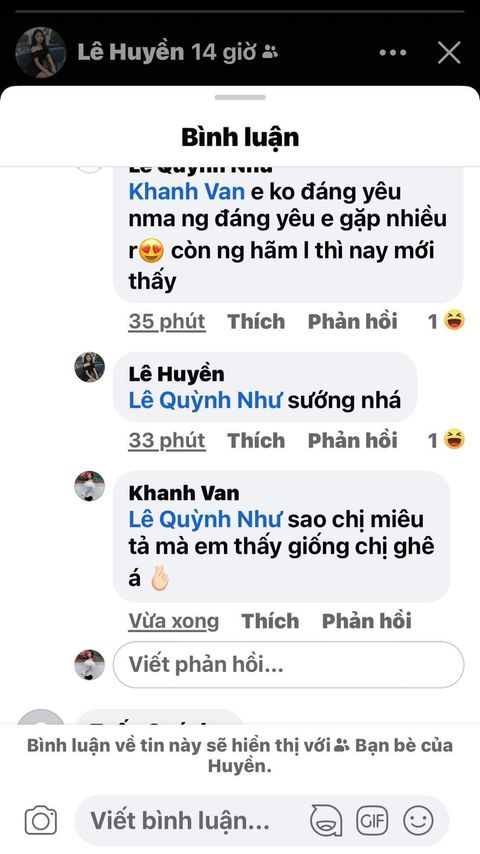 Lê Huyền 14 giờ
Bình luận
Lê Quỳnh Như
Khanh Van e ko đáng yêu
nma ng đáng yêu e gặp nhiều
r😍 còn ng hãm l thì nay mới
thấy
35 phút Thích Phản hồi 1
Lê Huyền
Lê Quỳnh Như sướng nhá
33 phút Thích Phản hồi 1
Khanh Van
Lê Quỳnh Như sao chị miêu
tả mà em thấy giống chị ghê
á 🫰🏻
Vừa xong Thích Phản hồi
Viết phản hồi...
Bình luận về tin này sẽ hiển thị với Bạn bè của
Huyền.
Viết bình luận... GIF